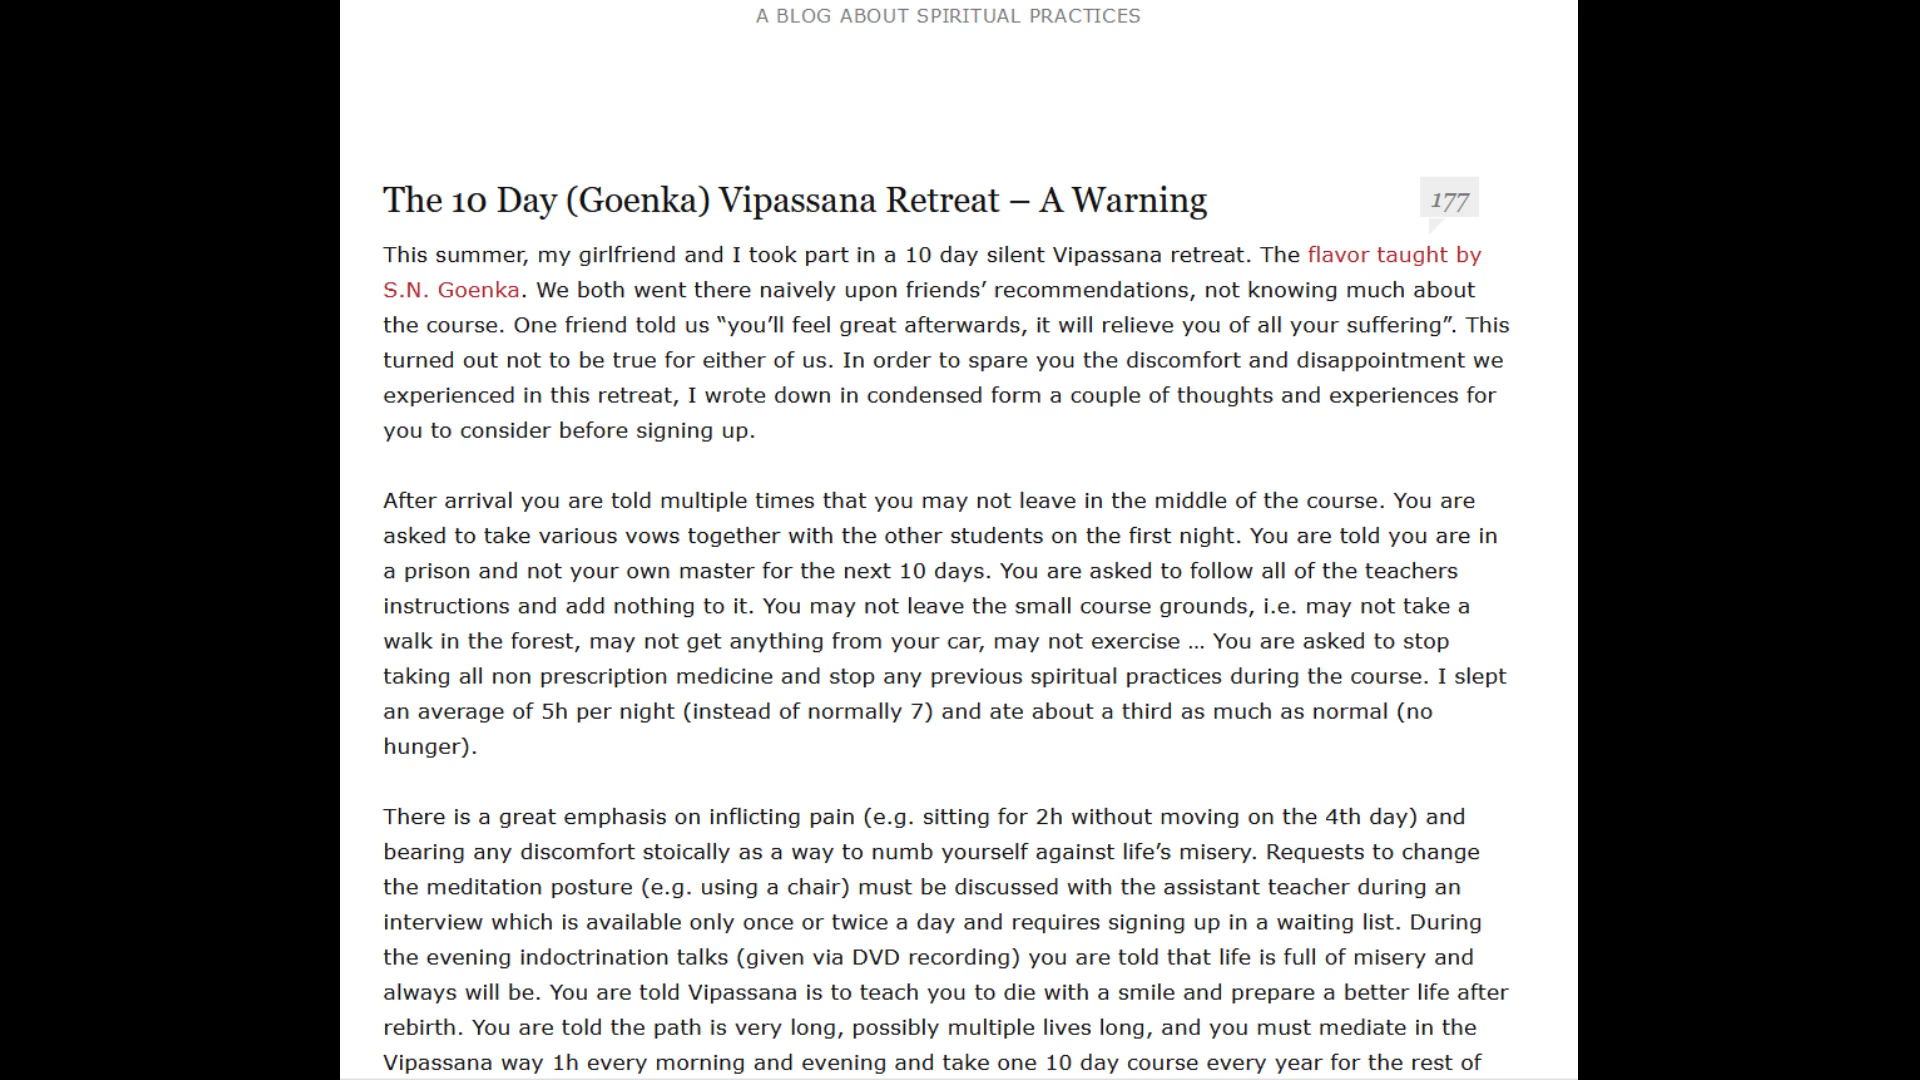 A BLOG ABOUT SPIRITUAL PRACTICES
The 10 Day (Goenka) Vipassana Retreat – A Warning
177
This summer, my girlfriend and I took part in a 10 day silent Vipassana retreat. The flavor taught by
S.N. Goenka. We both went there naively upon friends’ recommendations, not knowing much about
the course. One friend told us “you’ll feel great afterwards, it will relieve you of all your suffering”. This
turned out not to be true for either of us. In order to spare you the discomfort and disappointment we
experienced in this retreat, I wrote down in condensed form a couple of thoughts and experiences for
you to consider before signing up.
After arrival you are told multiple times that you may not leave in the middle of the course. You are
asked to take various vows together with the other students on the first night. You are told you are in
a prison and not your own master for the next 10 days. You are asked to follow all of the teachers
instructions and add nothing to it. You may not leave the small course grounds, i.e. may not take a
walk in the forest, may not get anything from your car, may not exercise … You are asked to stop
taking all non prescription medicine and stop any previous spiritual practices during the course. I slept
an average of 5h per night (instead of normally 7) and ate about a third as much as normal (no
hunger).
There is a great emphasis on inflicting pain (e.g. sitting for 2h without moving on the 4th day) and
bearing any discomfort stoically as a way to numb yourself against life’s misery. Requests to change
the meditation posture (e.g. using a chair) must be discussed with the assistant teacher during an
interview which is available only once or twice a day and requires signing up in a waiting list. During
the evening indoctrination talks (given via DVD recording) you are told that life is full of misery and
always will be. You are told Vipassana is to teach you to die with a smile and prepare a better life after
rebirth. You are told the path is very long, possibly multiple lives long, and you must mediate in the
Vipassana way 1h every morning and evening and take one 10 day course every year for the rest of